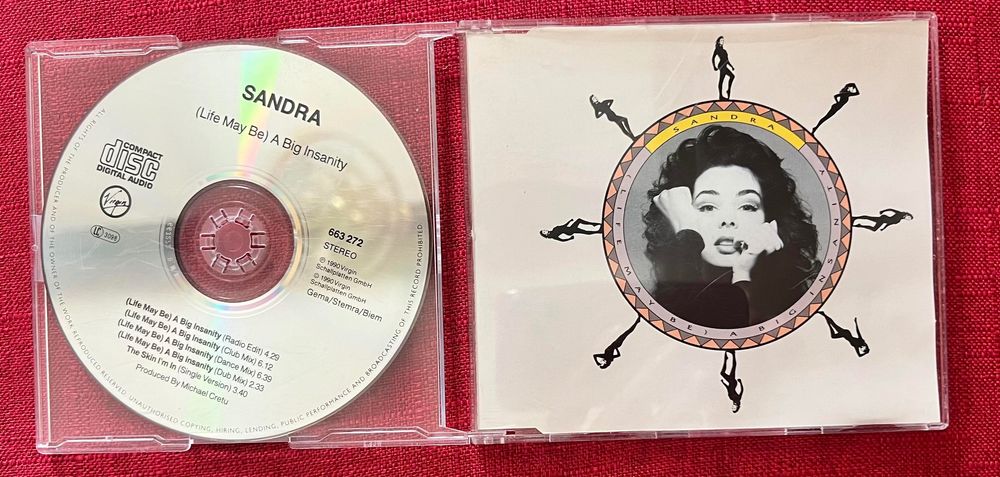 SANDRA
(Life May Be) A Big Insanity
COMPACT
disc
DIGITAL AUDIO
Virgin
LC 3098
663 272
STEREO
℗ 1990 Virgin
Schallplatten GmbH
© 1990 Virgin
Schallplatten GmbH
Gema/Stemra/Biem
(Life May Be) A Big Insanity (Radio Edit) 4.29
(Life May Be) A Big Insanity (Club Mix) 6.12
(Life May Be) A Big Insanity (Dance Mix) 6.39
(Life May Be) A Big Insanity (Dub Mix) 2.33
The Skin I'm In (Single Version) 3.40
Produced By Michael Cretu
ALL RIGHTS OF THE PRODUCER AND OF THE OWNER OF THE WORK REPRODUCED RESERVED. UNAUTHORISED COPYING, HIRING, LENDING, PUBLIC PERFORMANCE AND BROADCASTING OF THIS RECORD PROHIBITED
SANDRA
(LIFE MAY BE) A BIG INSANITY